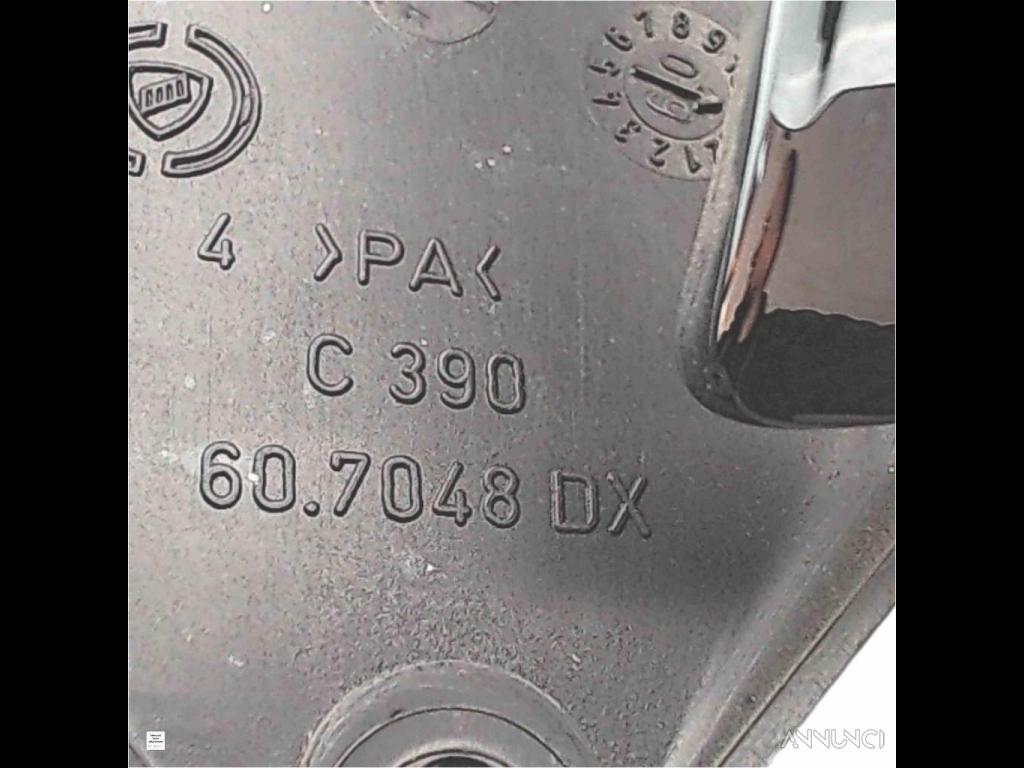 4 >PA<
C 390
60.7048 DX
ANNUNCI